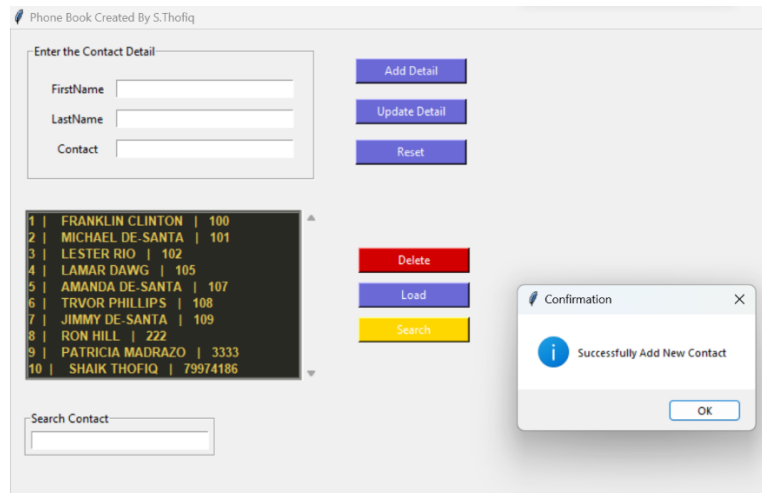 Phone Book Created By S.Thofiq
Enter the Contact Detail
FirstName
LastName
Contact
Add Detail
Update Detail
Reset
1 | FRANKLIN CLINTON | 100
2 | MICHAEL DE-SANTA | 101
3 | LESTER RIO | 102
4 | LAMAR DAWG | 105
5 | AMANDA DE-SANTA | 107
6 | TRVOR PHILLIPS | 108
7 | JIMMY DE-SANTA | 109
8 | RON HILL | 222
9 | PATRICIA MADRAZO | 3333
10 | SHAIK THOFIQ | 79974186
Delete
Load
Search
Confirmation
Successfully Add New Contact
OK
Search Contact